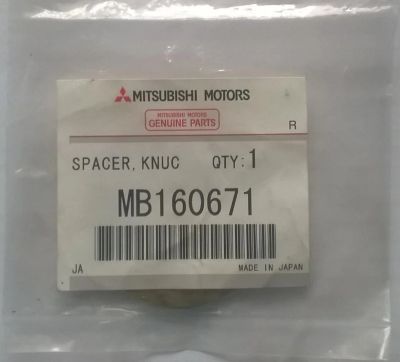 MITSUBISHI MOTORS
MITSUBISHI MOTORS
GENUINE PARTS
R
SPACER, KNUC QTY: 1
MB160671
JA MADE IN JAPAN